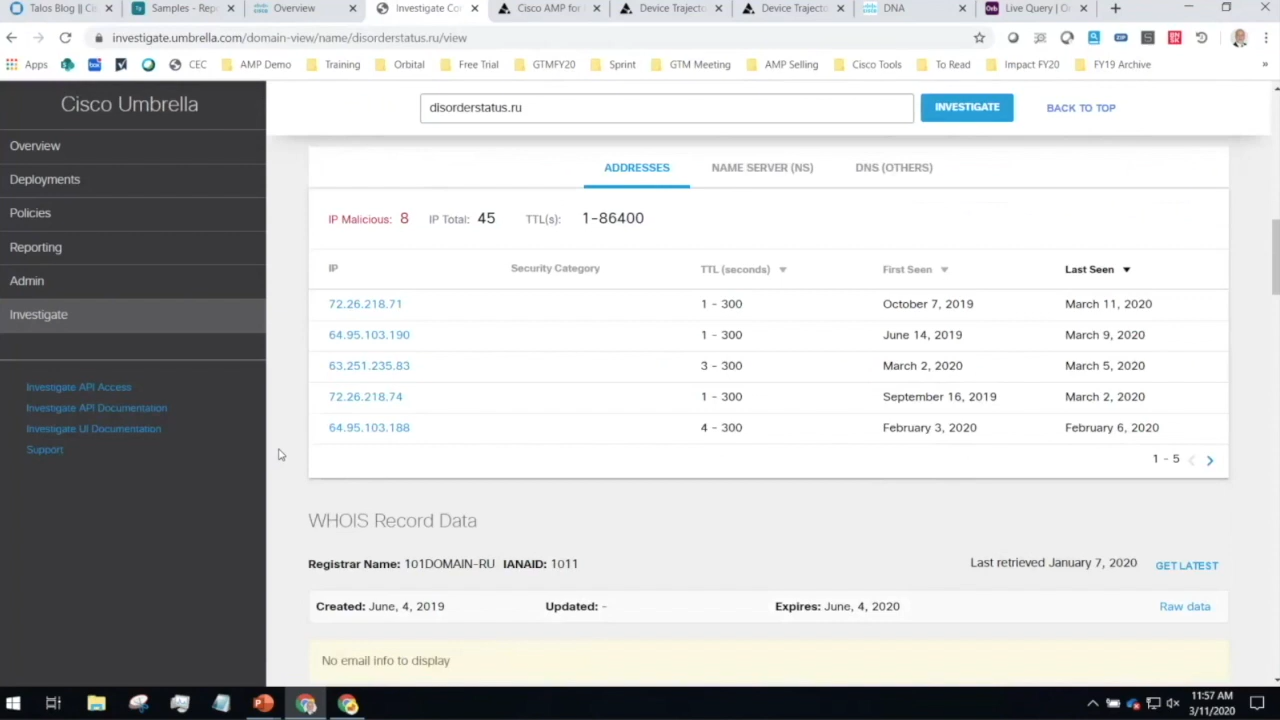 Talos Blog || Cis
Samples - Repo
Overview
Investigate Co
Cisco AMP for
Device Trajecto
Device Trajecto
DNA
Live Query | O
investigate.umbrella.com/domain-view/name/disorderstatus.ru/view
Apps
CEC
AMP Demo
Training
Orbital
Free Trial
GTMFY20
Sprint
GTM Meeting
AMP Selling
Cisco Tools
To Read
Impact FY20
FY19 Archive
»
Cisco Umbrella
Overview
Deployments
Policies
Reporting
Admin
Investigate
Investigate API Access
Investigate API Documentation
Investigate UI Documentation
Support
disorderstatus.ru
INVESTIGATE
BACK TO TOP
ADDRESSES NAME SERVER (NS) DNS (OTHERS)
IP Malicious: 8 IP Total: 45 TTL(s): 1-86400
IP Security Category TTL (seconds) First Seen Last Seen
72.26.218.71 1 - 300 October 7, 2019 March 11, 2020
64.95.103.190 1 - 300 June 14, 2019 March 9, 2020
63.251.235.83 3 - 300 March 2, 2020 March 5, 2020
72.26.218.74 1 - 300 September 16, 2019 March 2, 2020
64.95.103.188 4 - 300 February 3, 2020 February 6, 2020
1 - 5
WHOIS Record Data
Registrar Name: 101DOMAIN-RU IANAID: 1011 Last retrieved January 7, 2020 GET LATEST
Created: June, 4, 2019 Updated: - Expires: June, 4, 2020 Raw data
No email info to display
11:57 AM
3/11/2020